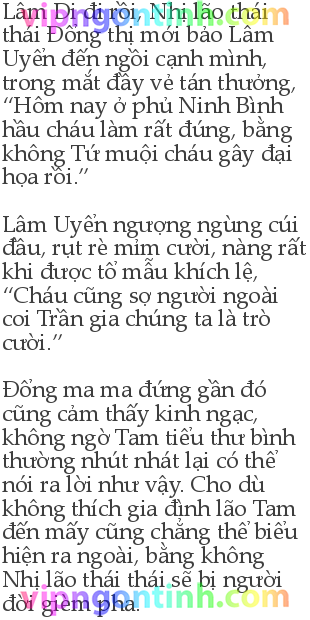 Lâm Di đi rồi, Nhị lão thái
thái Đổng thị mới bảo Lâm
Uyển đến ngồi cạnh mình,
trong mắt đầy vẻ tán thưởng,
“Hôm nay ở phủ Ninh Bình
hầu cháu làm rất đúng, bằng
không Tứ muội cháu gây đại
họa rồi.”
Lâm Uyển ngượng ngùng cúi
đầu, rụt rè mỉm cười, nàng rất
khi được tổ mẫu khích lệ,
“Cháu cũng sợ người ngoài
coi Trần gia chúng ta là trò
cười.”
Đổng ma ma đứng gần đó
cũng cảm thấy kinh ngạc,
không ngờ Tam tiểu thư bình
thường nhút nhát lại có thể
nói ra lời như vậy. Cho dù
không thích gia đình lão Tam
đến mấy cũng chẳng thể biểu
hiện ra ngoài, bằng không
Nhị lão thái thái sẽ bị người
đời gièm pha.
vipngontinh.com
vipngontinh.com